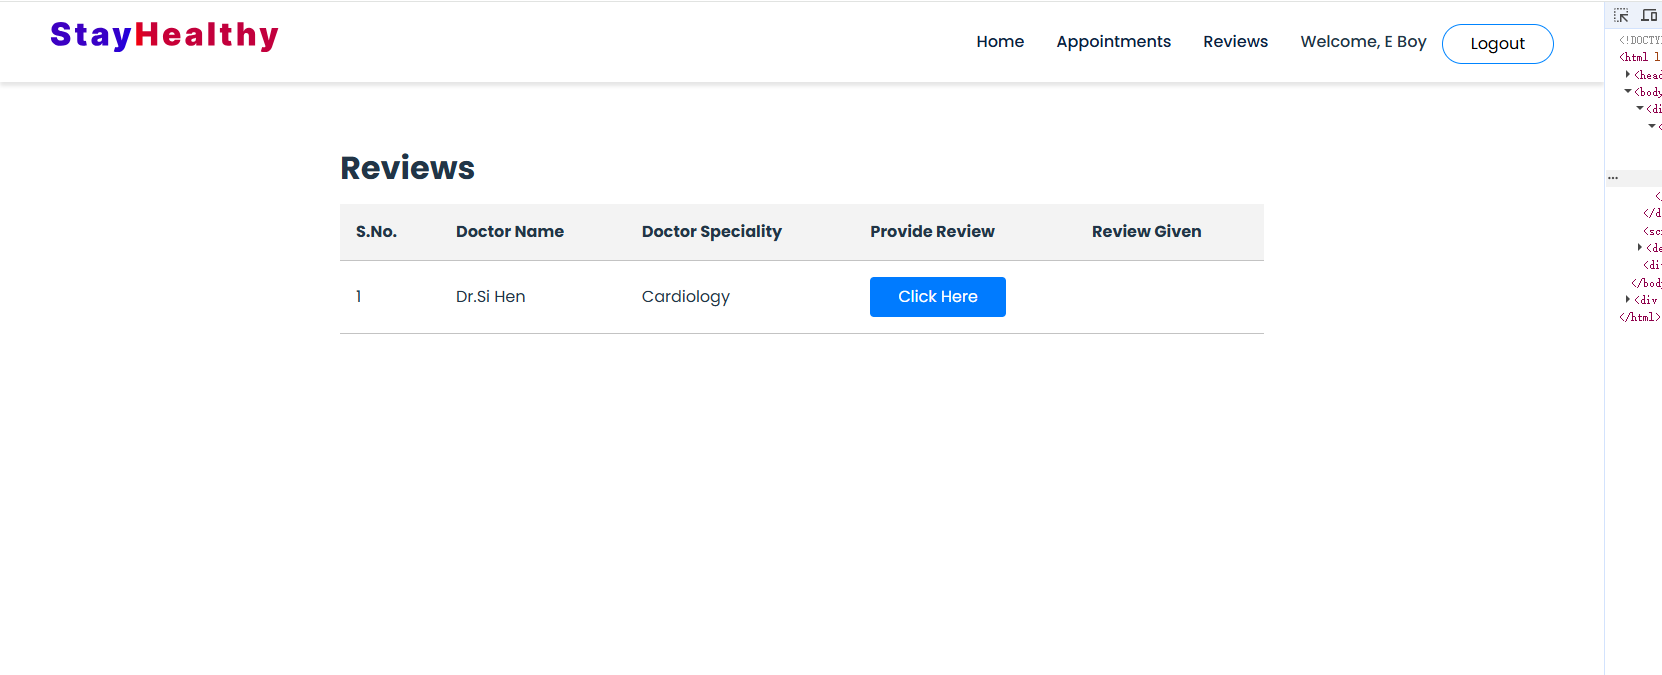 StayHealthy
Home Appointments Reviews Welcome, E Boy Logout
Reviews
S.No. Doctor Name Doctor Speciality Provide Review Review Given
1 Dr.Si Hen Cardiology Click Here
<!DOCTY
<html l
<head
<body
<di
<
...
<
</d
<sc
<de
<di
</body
<div
</html>